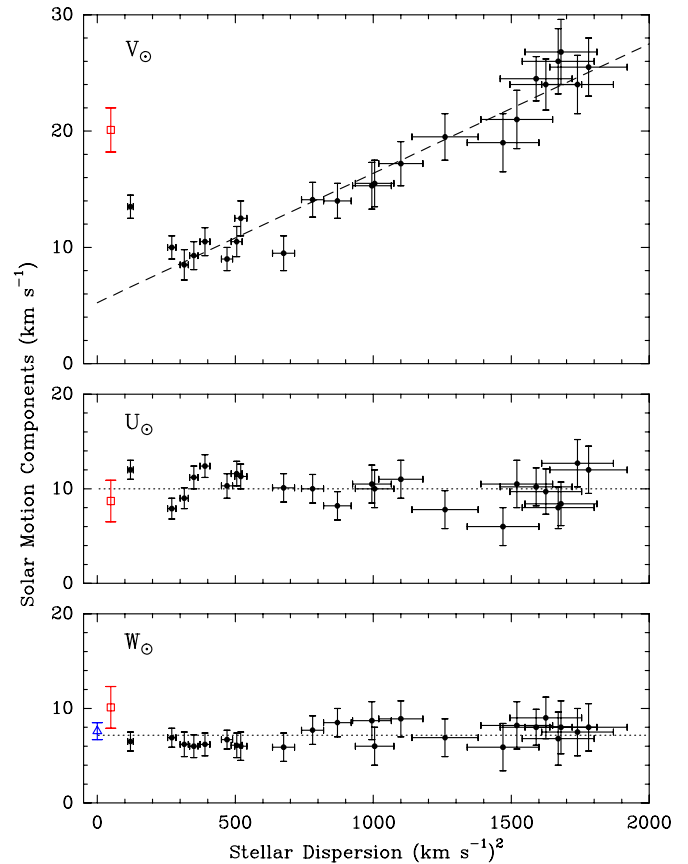 30
V⊙
20
10
0
20
U⊙
10
0
20
W⊙
10
0
0 500 1000 1500 2000
Stellar Dispersion (km s⁻¹)²
Solar Motion Components (km s⁻¹)